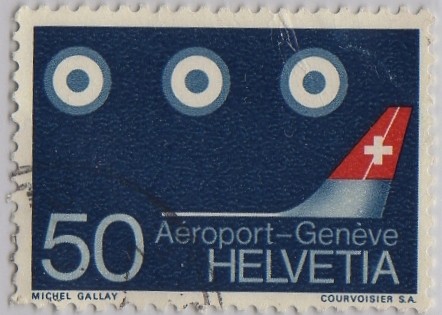 50 Aéroport–Genève
HELVETIA
MICHEL GALLAY COURVOISIER S.A.